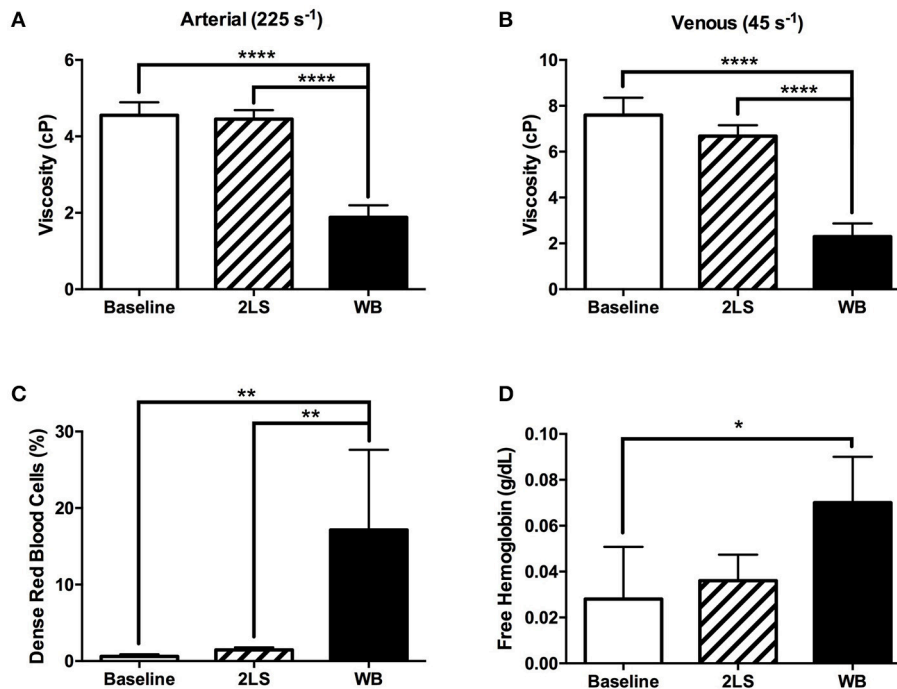 A
Arterial (225 s⁻¹)
Viscosity (cP)
6
4
2
0
****
****
Baseline 2LS WB
B
Venous (45 s⁻¹)
Viscosity (cP)
10
8
6
4
2
0
****
****
Baseline 2LS WB
C
Dense Red Blood Cells (%)
30
20
10
0
**
**
Baseline 2LS WB
D
Free Hemoglobin (g/dL)
0.10
0.08
0.06
0.04
0.02
0.00
*
Baseline 2LS WB